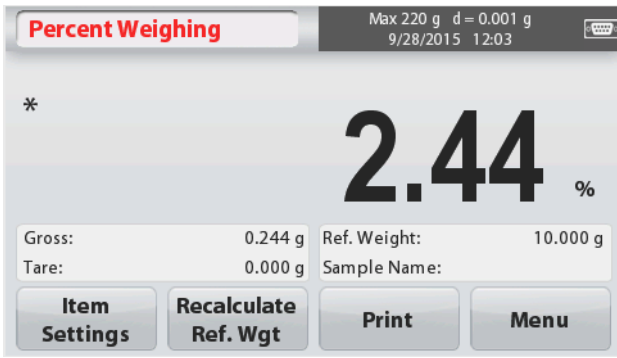 Percent Weighing
Max 220 g d = 0.001 g
9/28/2015 12:03
*
2.44 %
Gross: 0.244 g
Tare: 0.000 g
Ref. Weight: 10.000 g
Sample Name:
Item
Settings
Recalculate
Ref. Wgt
Print
Menu